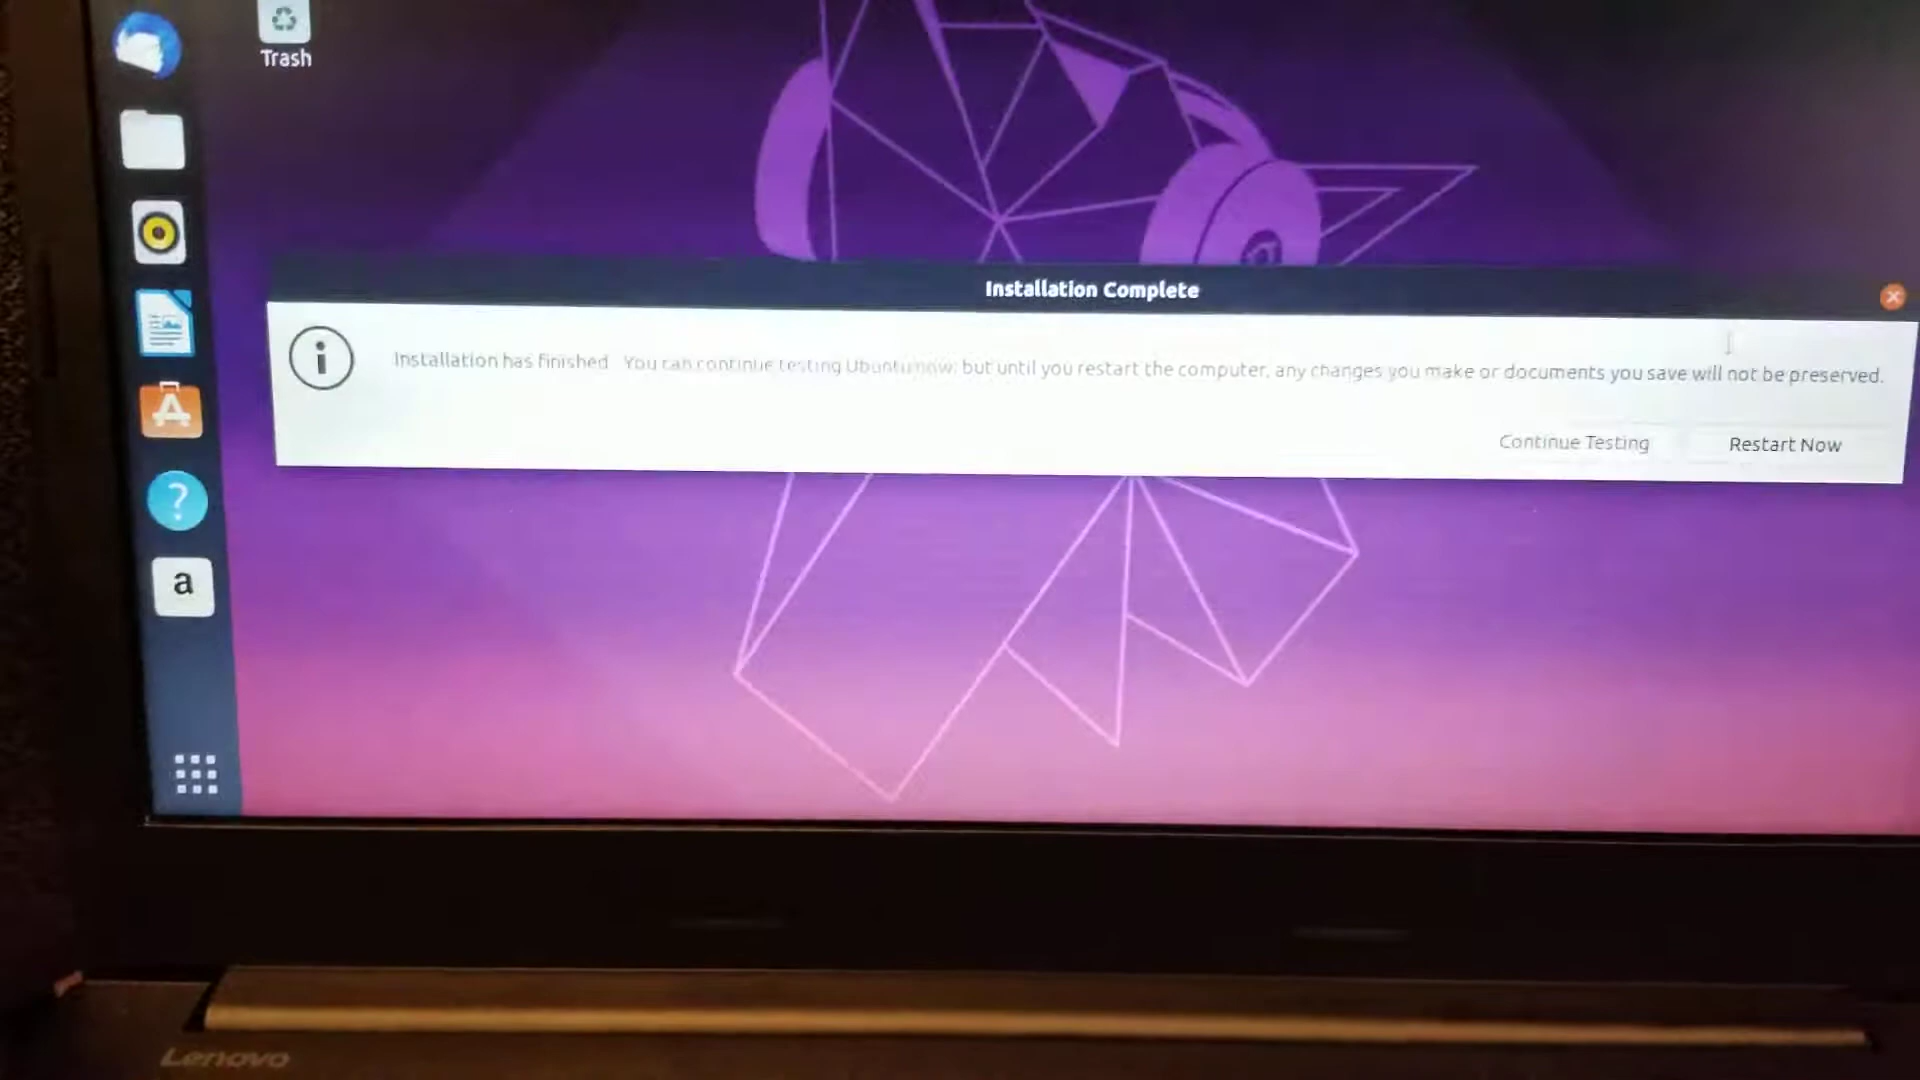 Trash
Installation Complete
Installation has finished. You can continue testing Ubuntu now, but until you restart the computer, any changes you make or documents you save will not be preserved.
Continue Testing
Restart Now
a
Lenovo